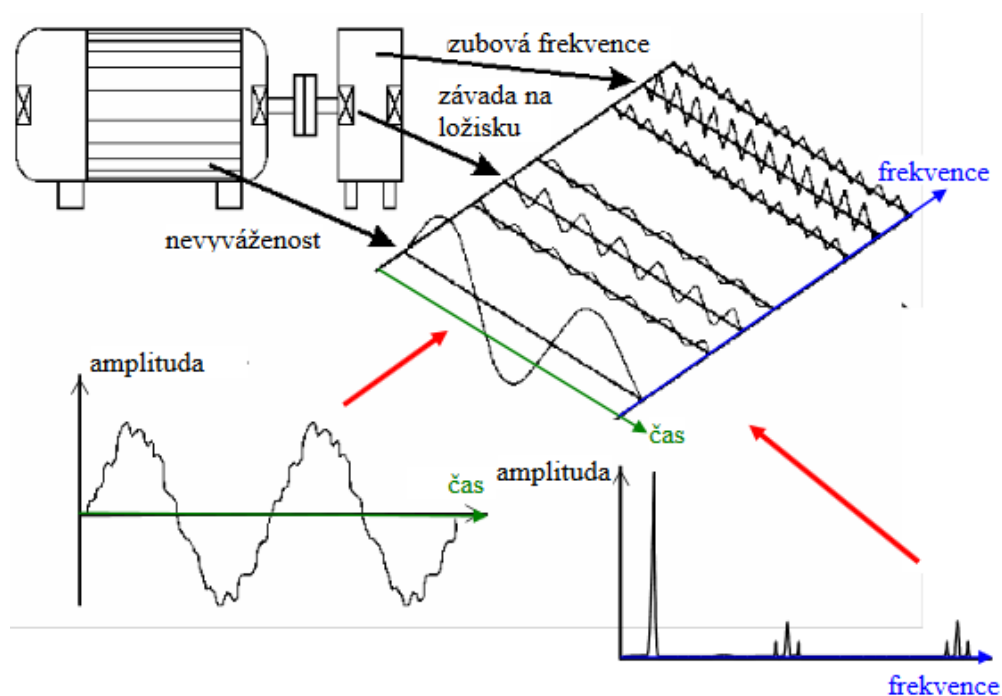 zubová frekvence
závada na
ložisku
frekvence
nevyváženost
amplituda
čas
čas
amplituda
frekvence